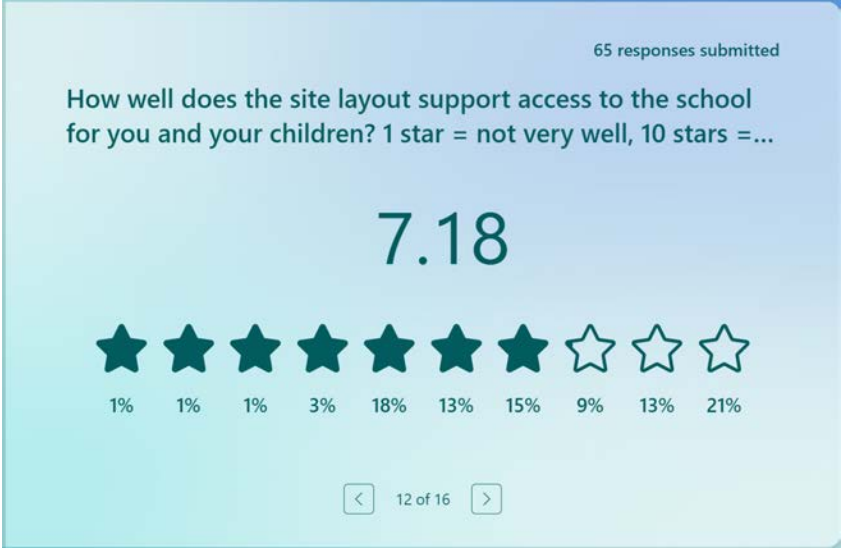 65 responses submitted
How well does the site layout support access to the school
for you and your children? 1 star = not very well, 10 stars =...
7.18
1% 1% 1% 3% 18% 13% 15% 9% 13% 21%
12 of 16